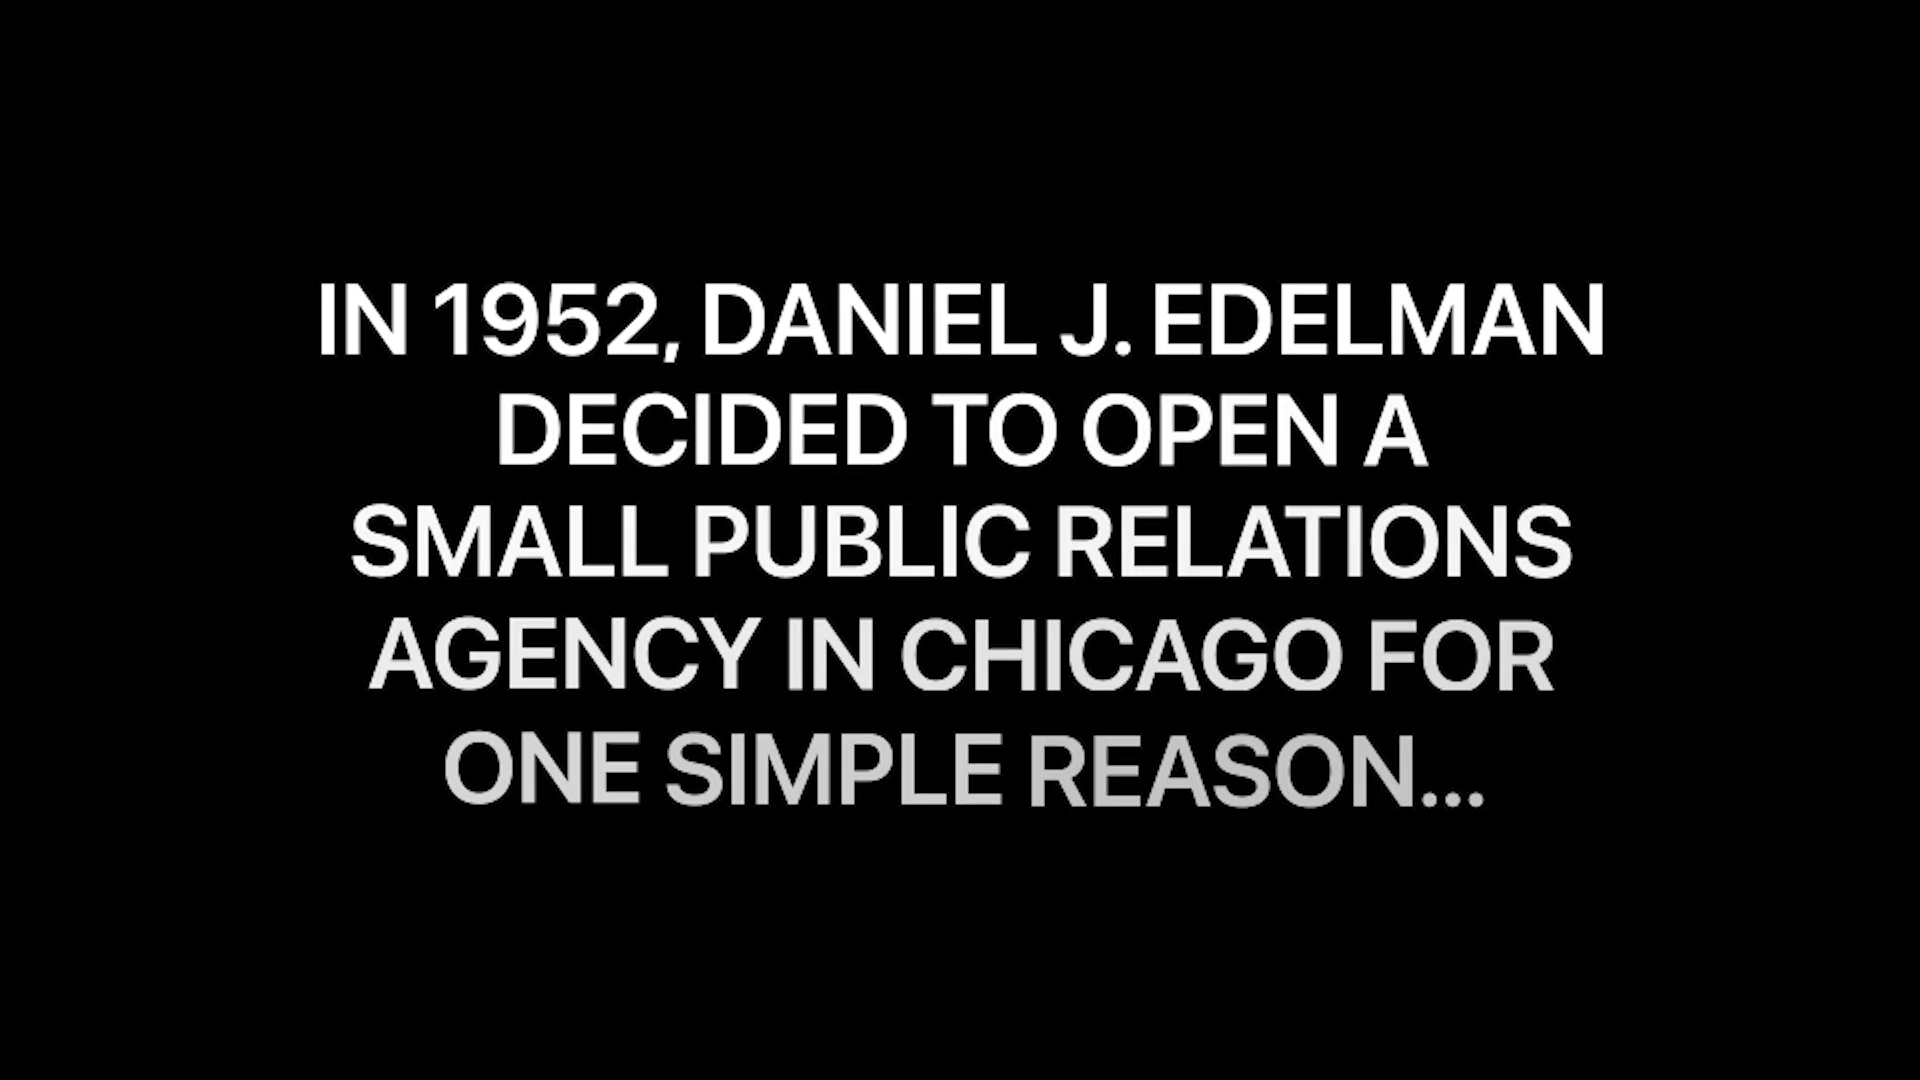 IN 1952, DANIEL J. EDELMAN
DECIDED TO OPEN A
SMALL PUBLIC RELATIONS
AGENCY IN CHICAGO FOR
ONE SIMPLE REASON...